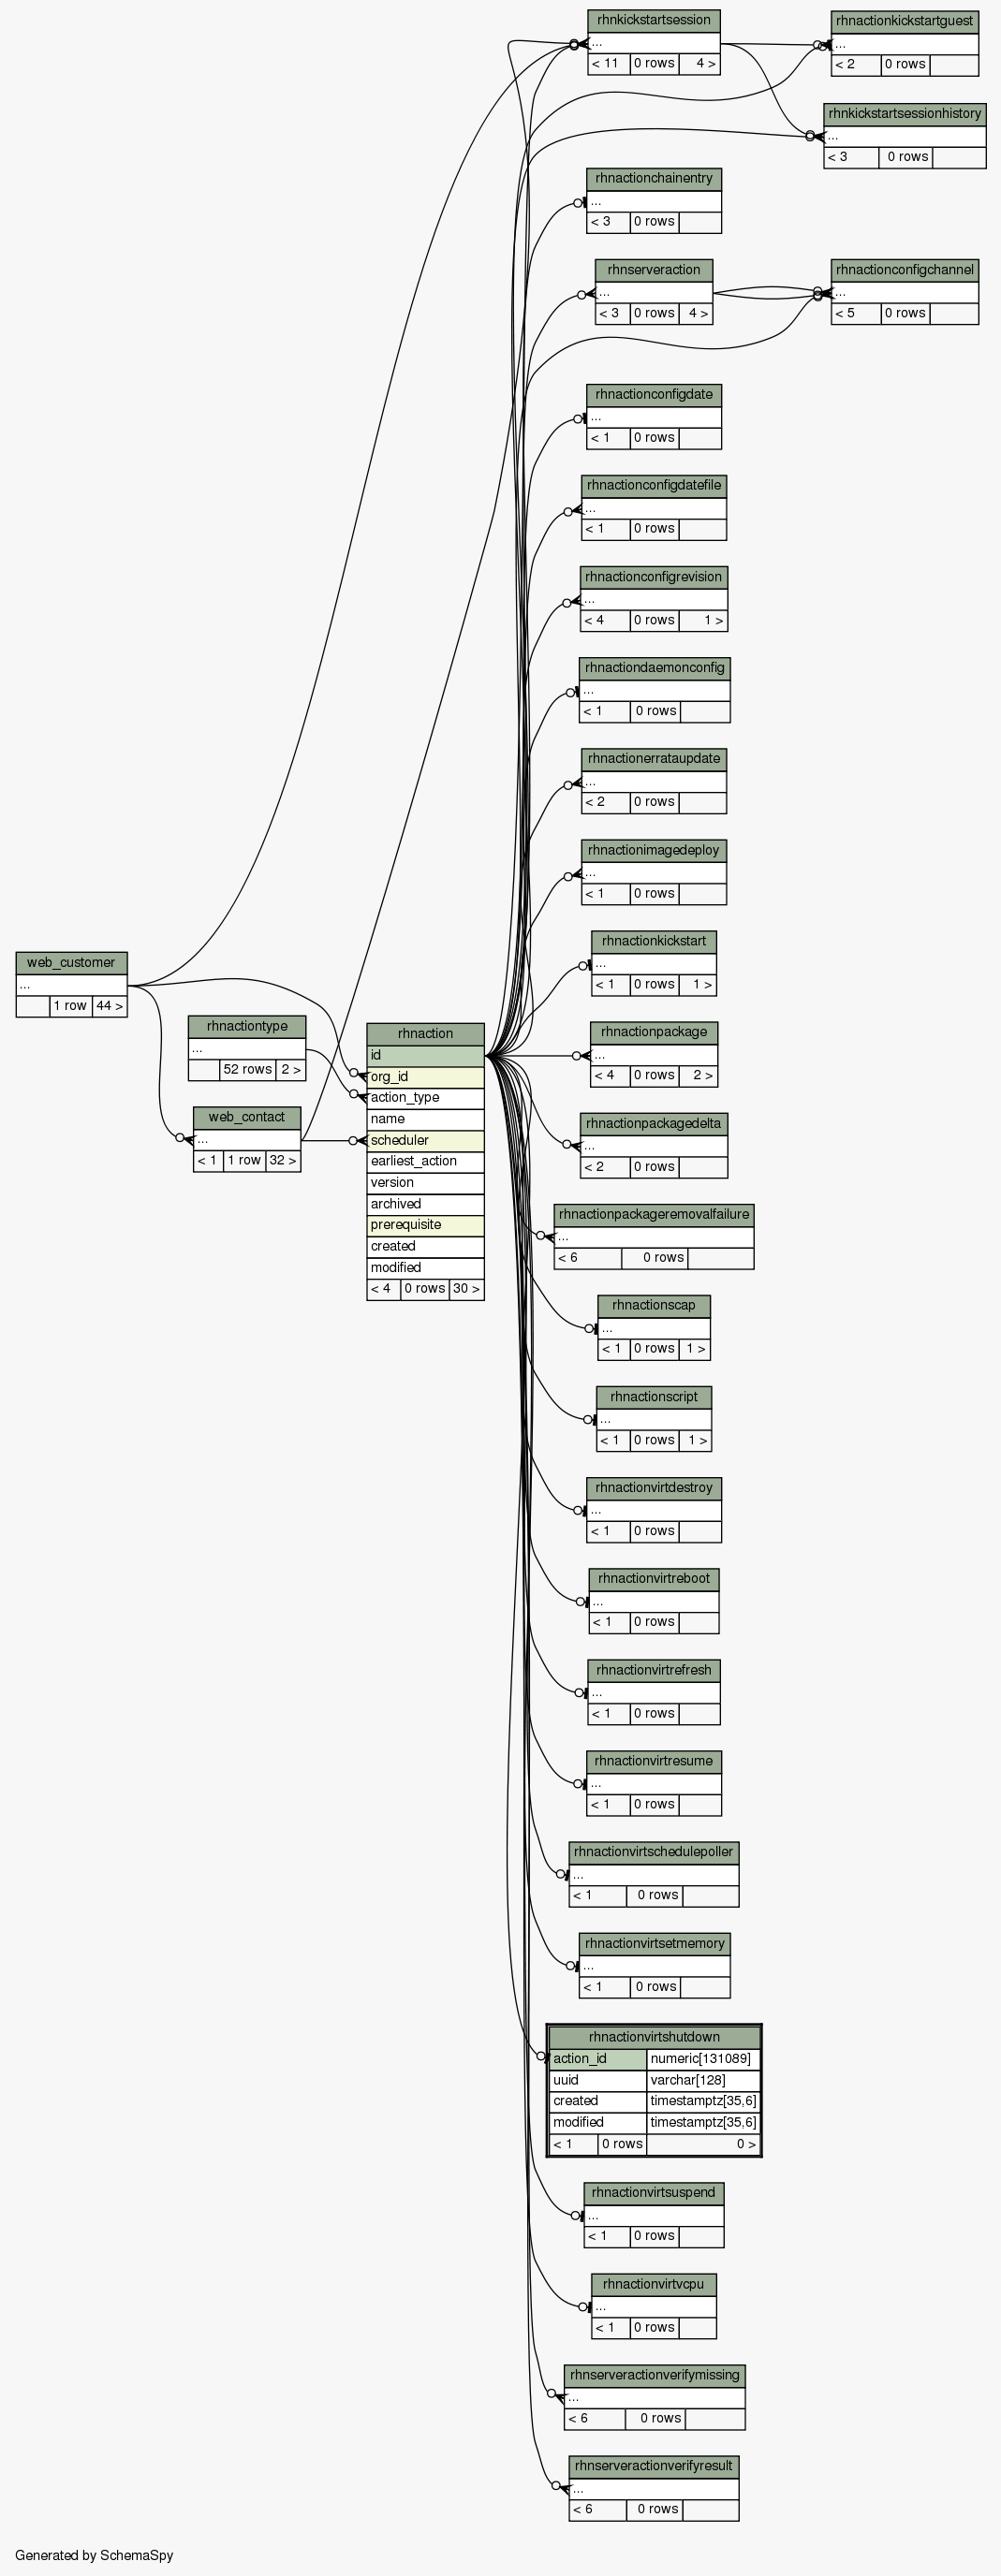 rhnkickstartsession
...
< 11 0 rows 4 >
rhnactionkickstartguest
...
< 2 0 rows
rhnkickstartsessionhistory
...
< 3 0 rows
rhnactionchainentry
...
< 3 0 rows
rhnserveraction
...
< 3 0 rows 4 >
rhnactionconfigchannel
...
< 5 0 rows
rhnactionconfigdate
...
< 1 0 rows
rhnactionconfigdatefile
...
< 1 0 rows
rhnactionconfigrevision
...
< 4 0 rows 1 >
rhnactiondaemonconfig
...
< 1 0 rows
rhnactionerrataupdate
...
< 2 0 rows
rhnactionimagedeploy
...
< 1 0 rows
rhnactionkickstart
...
< 1 0 rows 1 >
web_customer
...
1 row 44 >
rhnactiontype
...
52 rows 2 >
web_contact
...
< 1 1 row 32 >
rhnaction
id
org_id
action_type
name
scheduler
earliest_action
version
archived
prerequisite
created
modified
< 4 0 rows 30 >
rhnactionpackage
...
< 4 0 rows 2 >
rhnactionpackagedelta
...
< 2 0 rows
rhnactionpackageremovalfailure
...
< 6 0 rows
rhnactionscap
...
< 1 0 rows 1 >
rhnactionscript
...
< 1 0 rows 1 >
rhnactionvirtdestroy
...
< 1 0 rows
rhnactionvirtreboot
...
< 1 0 rows
rhnactionvirtrefresh
...
< 1 0 rows
rhnactionvirtresume
...
< 1 0 rows
rhnactionvirtschedulepoller
...
< 1 0 rows
rhnactionvirtsetmemory
...
< 1 0 rows
rhnactionvirtshutdown
action_id numeric[131089]
uuid varchar[128]
created timestamptz[35,6]
modified timestamptz[35,6]
< 1 0 rows 0 >
rhnactionvirtsuspend
...
< 1 0 rows
rhnactionvirtvcpu
...
< 1 0 rows
rhnserveractionverifymissing
...
< 6 0 rows
rhnserveractionverifyresult
...
< 6 0 rows
Generated by SchemaSpy